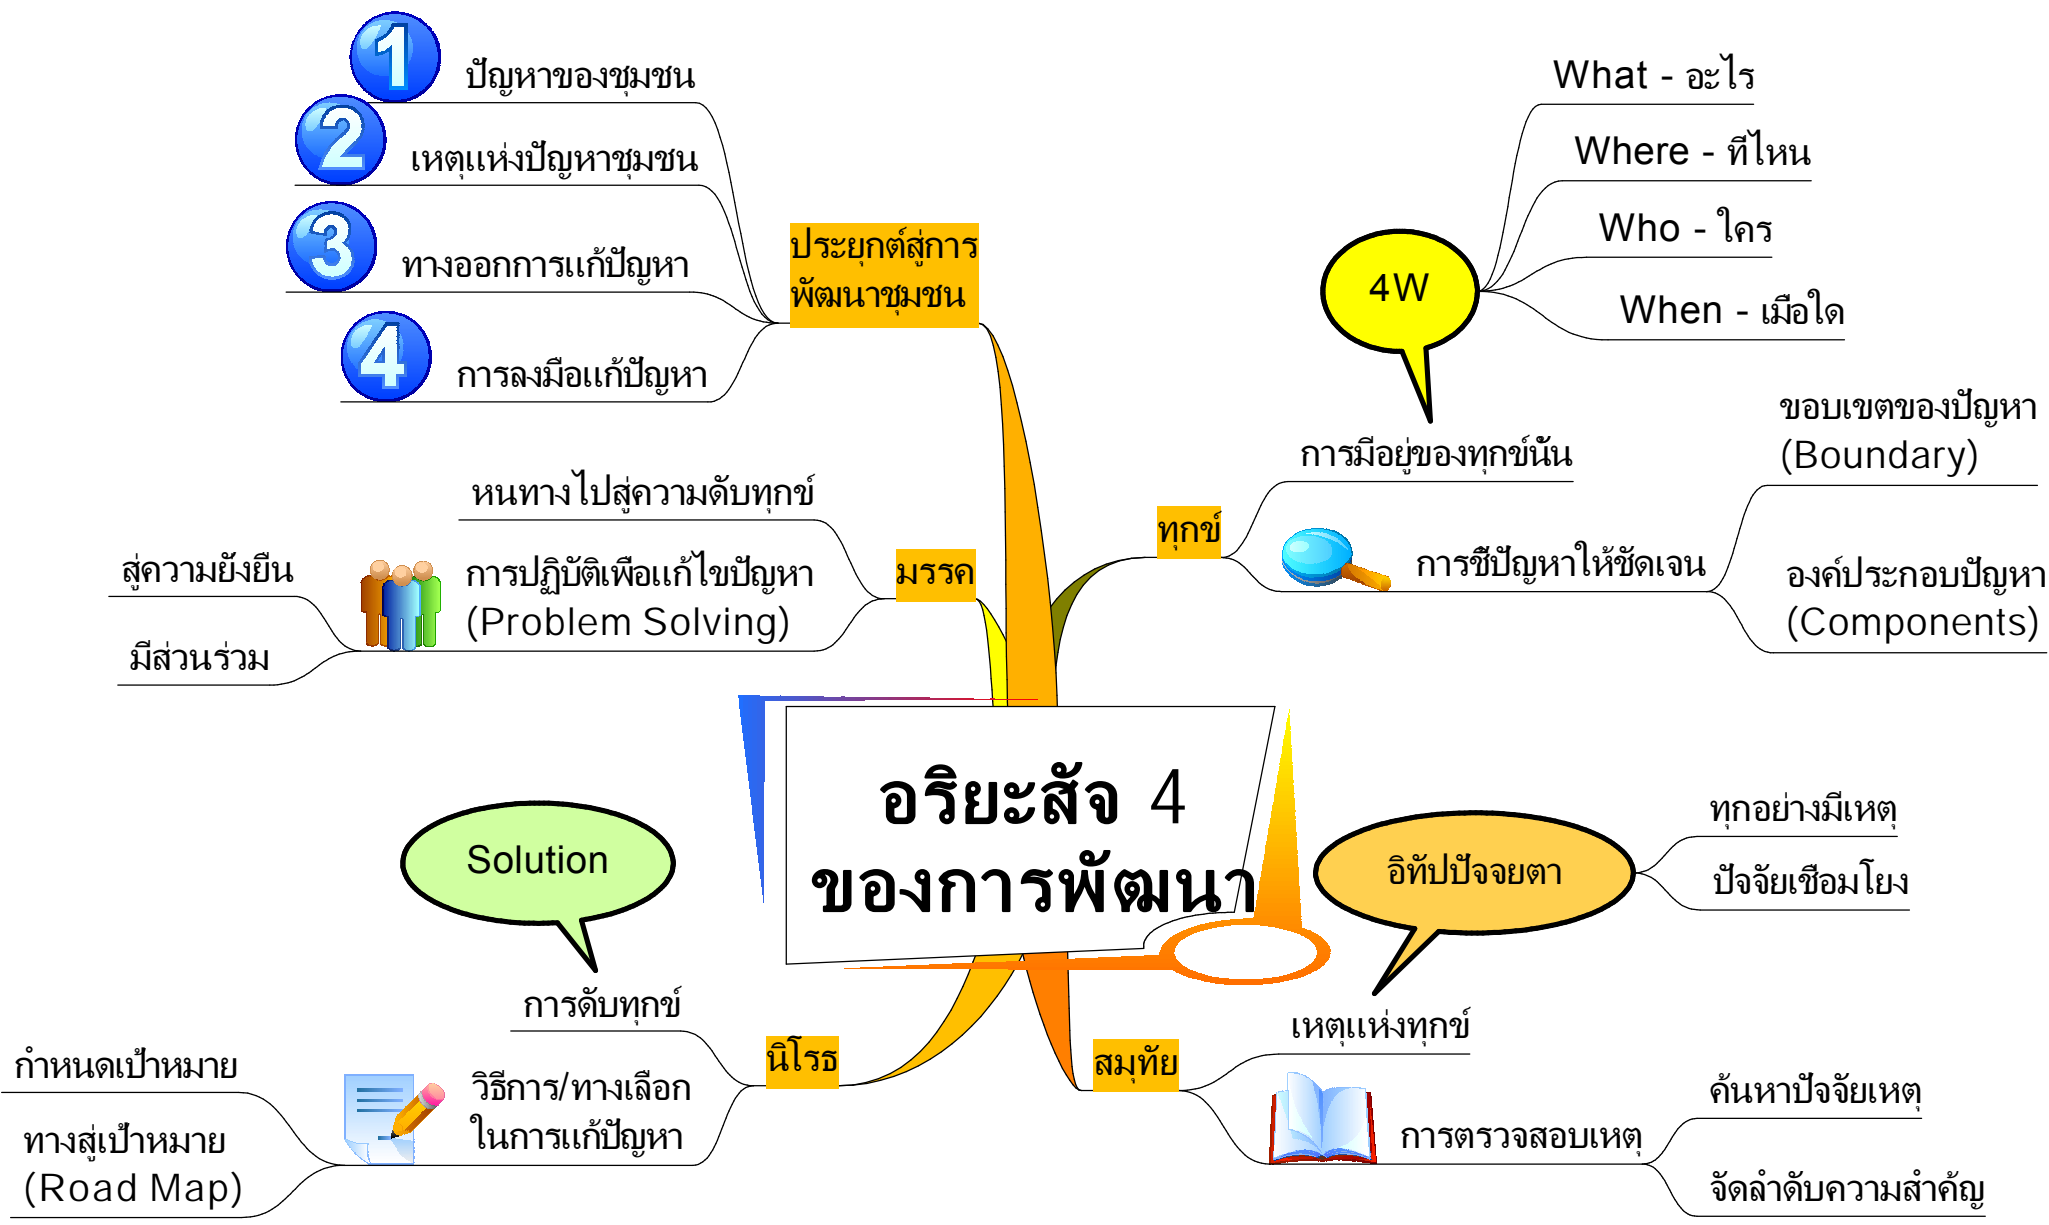 อริยะสัจ 4
ของการพัฒนา
ทุกข์
การมีอยู่ของทุกข์นั้น
4W
What - อะไร
Where - ที่ไหน
Who - ใคร
When - เมื่อใด
การชี้ปัญหาให้ชัดเจน
ขอบเขตของปัญหา
(Boundary)
องค์ประกอบปัญหา
(Components)
สมุทัย
เหตุแห่งทุกข์
อิทัปปัจจยตา
ทุกอย่างมีเหตุ
ปัจจัยเชื่อมโยง
การตรวจสอบเหตุ
ค้นหาปัจจัยเหตุ
จัดลำดับความสำคัญ
นิโรธ
การดับทุกข์
Solution
วิธีการ/ทางเลือก
ในการแก้ปัญหา
กำหนดเป้าหมาย
ทางสู่เป้าหมาย
(Road Map)
มรรค
หนทางไปสู่ความดับทุกข์
การปฏิบัติเพื่อแก้ไขปัญหา
(Problem Solving)
สู่ความยั่งยืน
มีส่วนร่วม
ประยุกต์สู่การ
พัฒนาชุมชน
1 ปัญหาของชุมชน
2 เหตุแห่งปัญหาชุมชน
3 ทางออกการแก้ปัญหา
4 การลงมือแก้ปัญหา